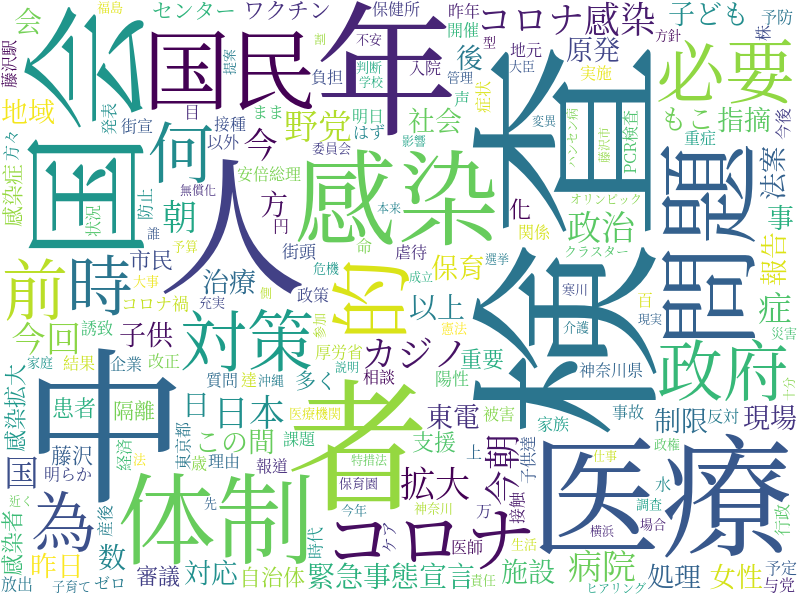 福島
センター
ワクチン
保健所
昨年
コロナ感染
子ども
予防
会
割
不安
開催
型
地元
原発
方針
株
藤沢駅
提案
国民
年
負担
判断
学校
入院
管理
大臣
後
実施
必要
会
地域
発表
目
まま
明日
声
症状
検査
もこ
指摘
方々
街宣
接種
はず
野党
社会
変異
ハンセン病
藤沢市
PCR検査
重症
今後
国
何
以外
今
委員会
影響
感染症
防止
安倍総理
感染
問題
法案
人
無償化
方
本来
化
オリンピック
状況
誰
朝
円
関係
政治
事
前
時
予算
市民
街頭
命
虐待
クラスター
報告
大事
治療
危機
成立
選挙
コロナ禍
充実
側
政策
的
保育
寒川
百
災害
今回
誘致
子供
対策
参加
憲法
以上
介護
現実
症
政府
家庭
結果
企業
改正
厚労省
説明
カジノ
重要
神奈川県
十分
質問
達
沖縄
多く
相談
陽性
中
者
感染拡大
患者
隔離
日
日本
医療機関
東電
被害
家族
事故
制限
反対
現場
国
藤沢
経済
この間
課題
支援
医療
政権
明らか
法
東京都
歳
理由
報道
特措法
拡大
上
今朝
子供達
仕事
水
感染者
近く
為
体制
保育園
コロナ
神奈川
万
接触
調査
行政
昨日
産後
先
時代
今年
ケア
医師
生活
横浜
場合
数
放出
子育て
ゼロ
審議
対応
自治体
緊急事態宣言
責任
施設
病院
ヒアリング
処理
女性
予定
与党